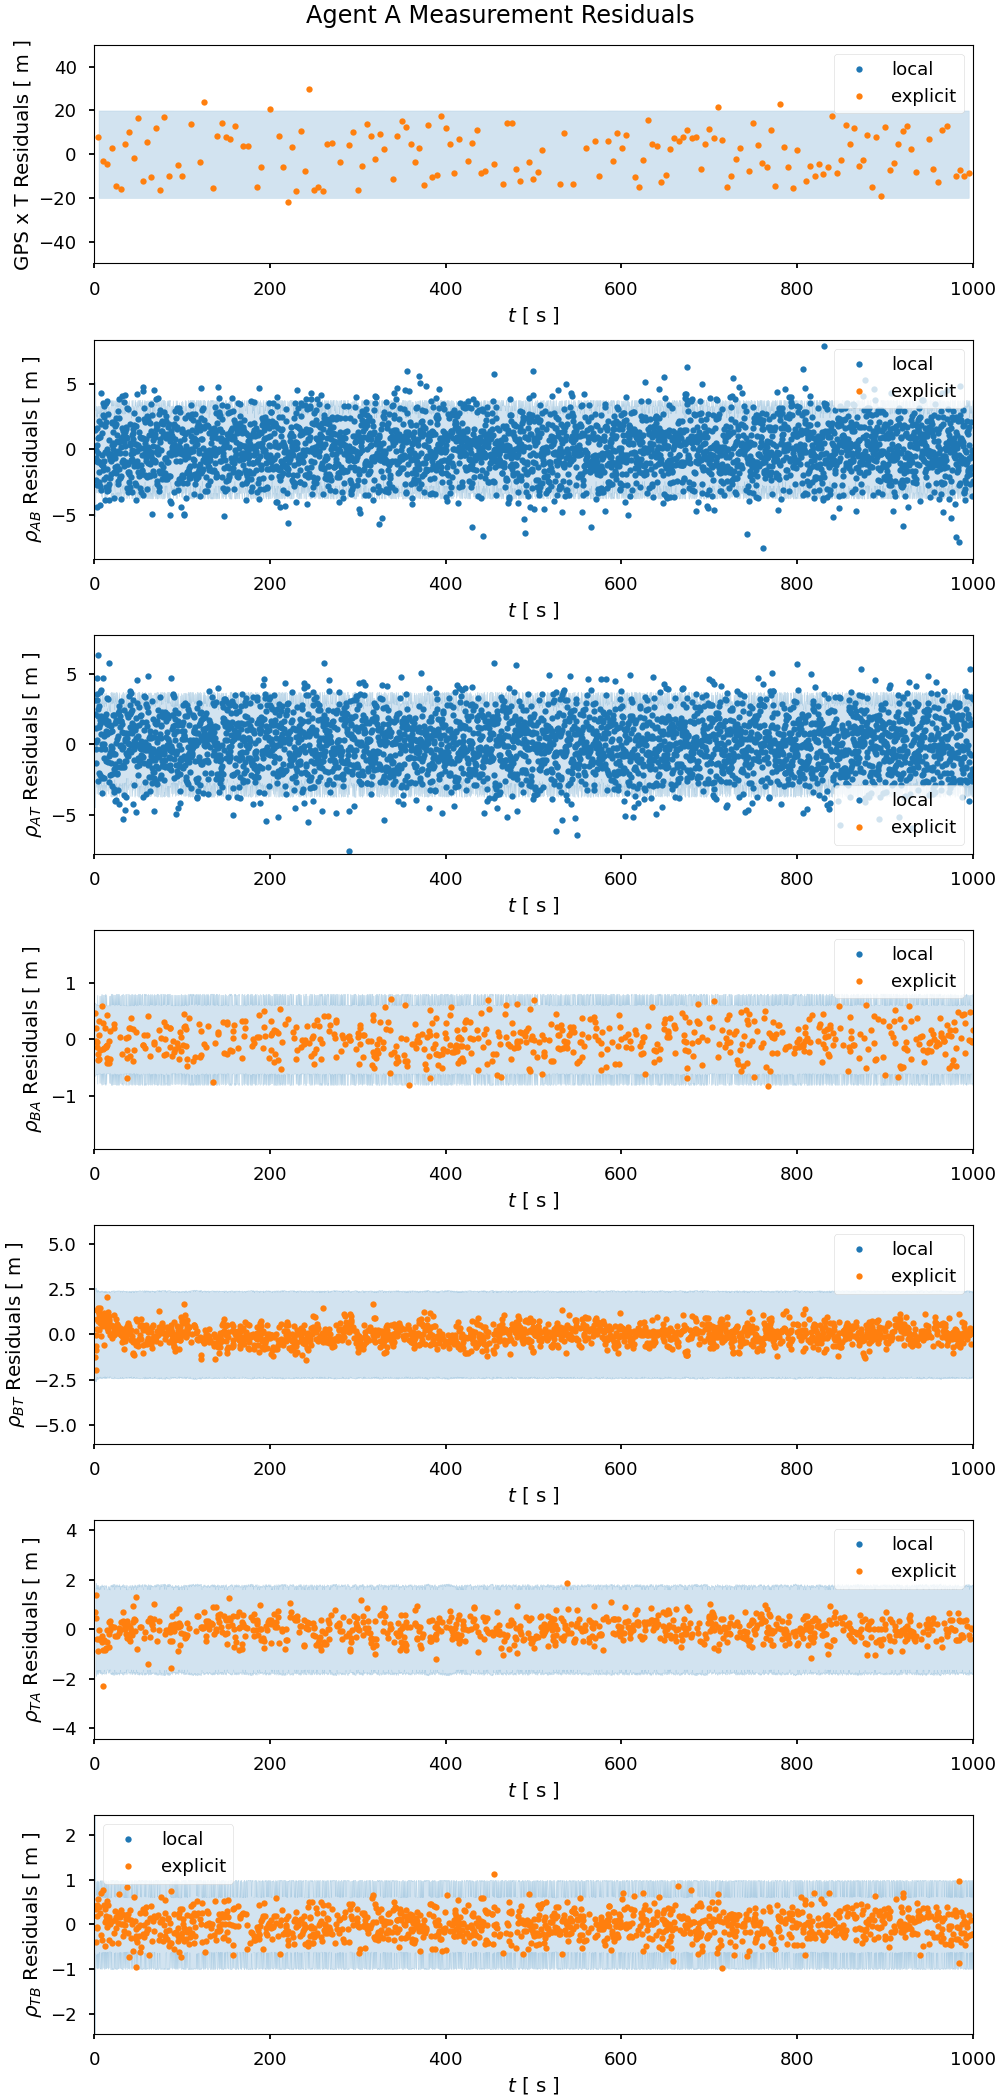 Agent A Measurement Residuals
GPS x T Residuals [ m ]
40
20
0
−20
−40
local
explicit
0 200 400 600 800 1000
t [ s ]
ρAB Residuals [ m ]
5
0
−5
local
explicit
0 200 400 600 800 1000
t [ s ]
ρAT Residuals [ m ]
5
0
−5
local
explicit
0 200 400 600 800 1000
t [ s ]
ρBA Residuals [ m ]
1
0
−1
local
explicit
0 200 400 600 800 1000
t [ s ]
ρBT Residuals [ m ]
5.0
2.5
0.0
−2.5
−5.0
local
explicit
0 200 400 600 800 1000
t [ s ]
ρTA Residuals [ m ]
4
2
0
−2
−4
local
explicit
0 200 400 600 800 1000
t [ s ]
ρTB Residuals [ m ]
2
1
0
−1
−2
local
explicit
0 200 400 600 800 1000
t [ s ]